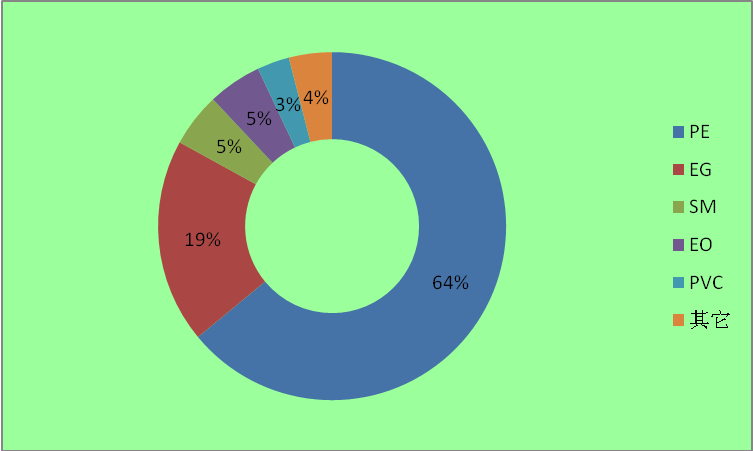 4%
3%
5%
5%
19%
64%
PE
EG
SM
EO
PVC
其它